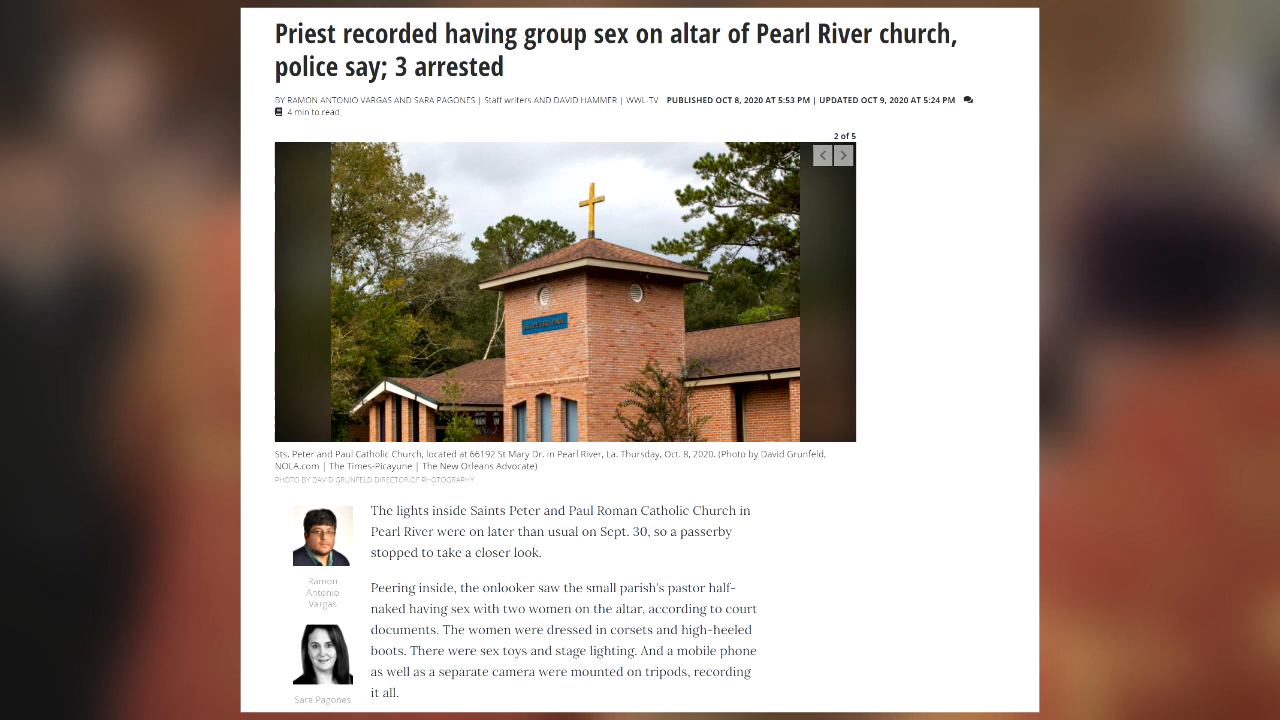 Priest recorded having group sex on altar of Pearl River church,
police say; 3 arrested
BY RAMON ANTONIO VARGAS AND SARA PAGONES | Staff writers AND DAVID HAMMER | WWL-TV PUBLISHED OCT 8, 2020 AT 5:53 PM | UPDATED OCT 9, 2020 AT 5:24 PM
4 min to read
2 of 5
Sts. Peter and Paul Catholic Church, located at 66192 St Mary Dr. in Pearl River, La. Thursday, Oct. 8, 2020. (Photo by David Grunfeld,
NOLA.com | The Times-Picayune | The New Orleans Advocate)
PHOTO BY DAVID GRUNFELD DIRECTOR OF PHOTOGRAPHY
The lights inside Saints Peter and Paul Roman Catholic Church in
Pearl River were on later than usual on Sept. 30, so a passerby
stopped to take a closer look.
Ramon
Antonio
Vargas
Peering inside, the onlooker saw the small parish's pastor half-
naked having sex with two women on the altar, according to court
documents. The women were dressed in corsets and high-heeled
boots. There were sex toys and stage lighting. And a mobile phone
as well as a separate camera were mounted on tripods, recording
it all.
Sara Pagones